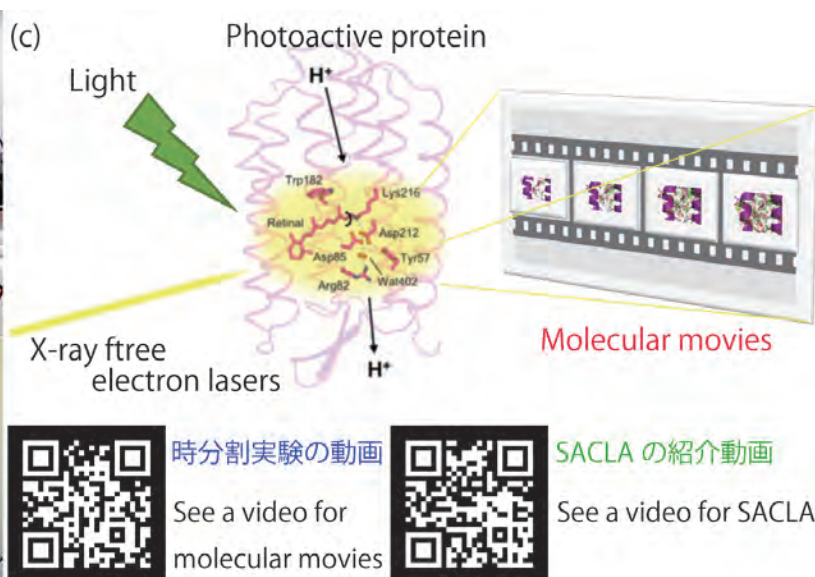 (c)
Photoactive protein
Light
H⁺
Trp182
Lys216
Retinal
Asp212
Asp85
Tyr57
Arg82
Wat402
H⁺
X-ray ftree
electron lasers
Molecular movies
時分割実験の動画
See a video for
molecular movies
SACLA の紹介動画
See a video for SACLA